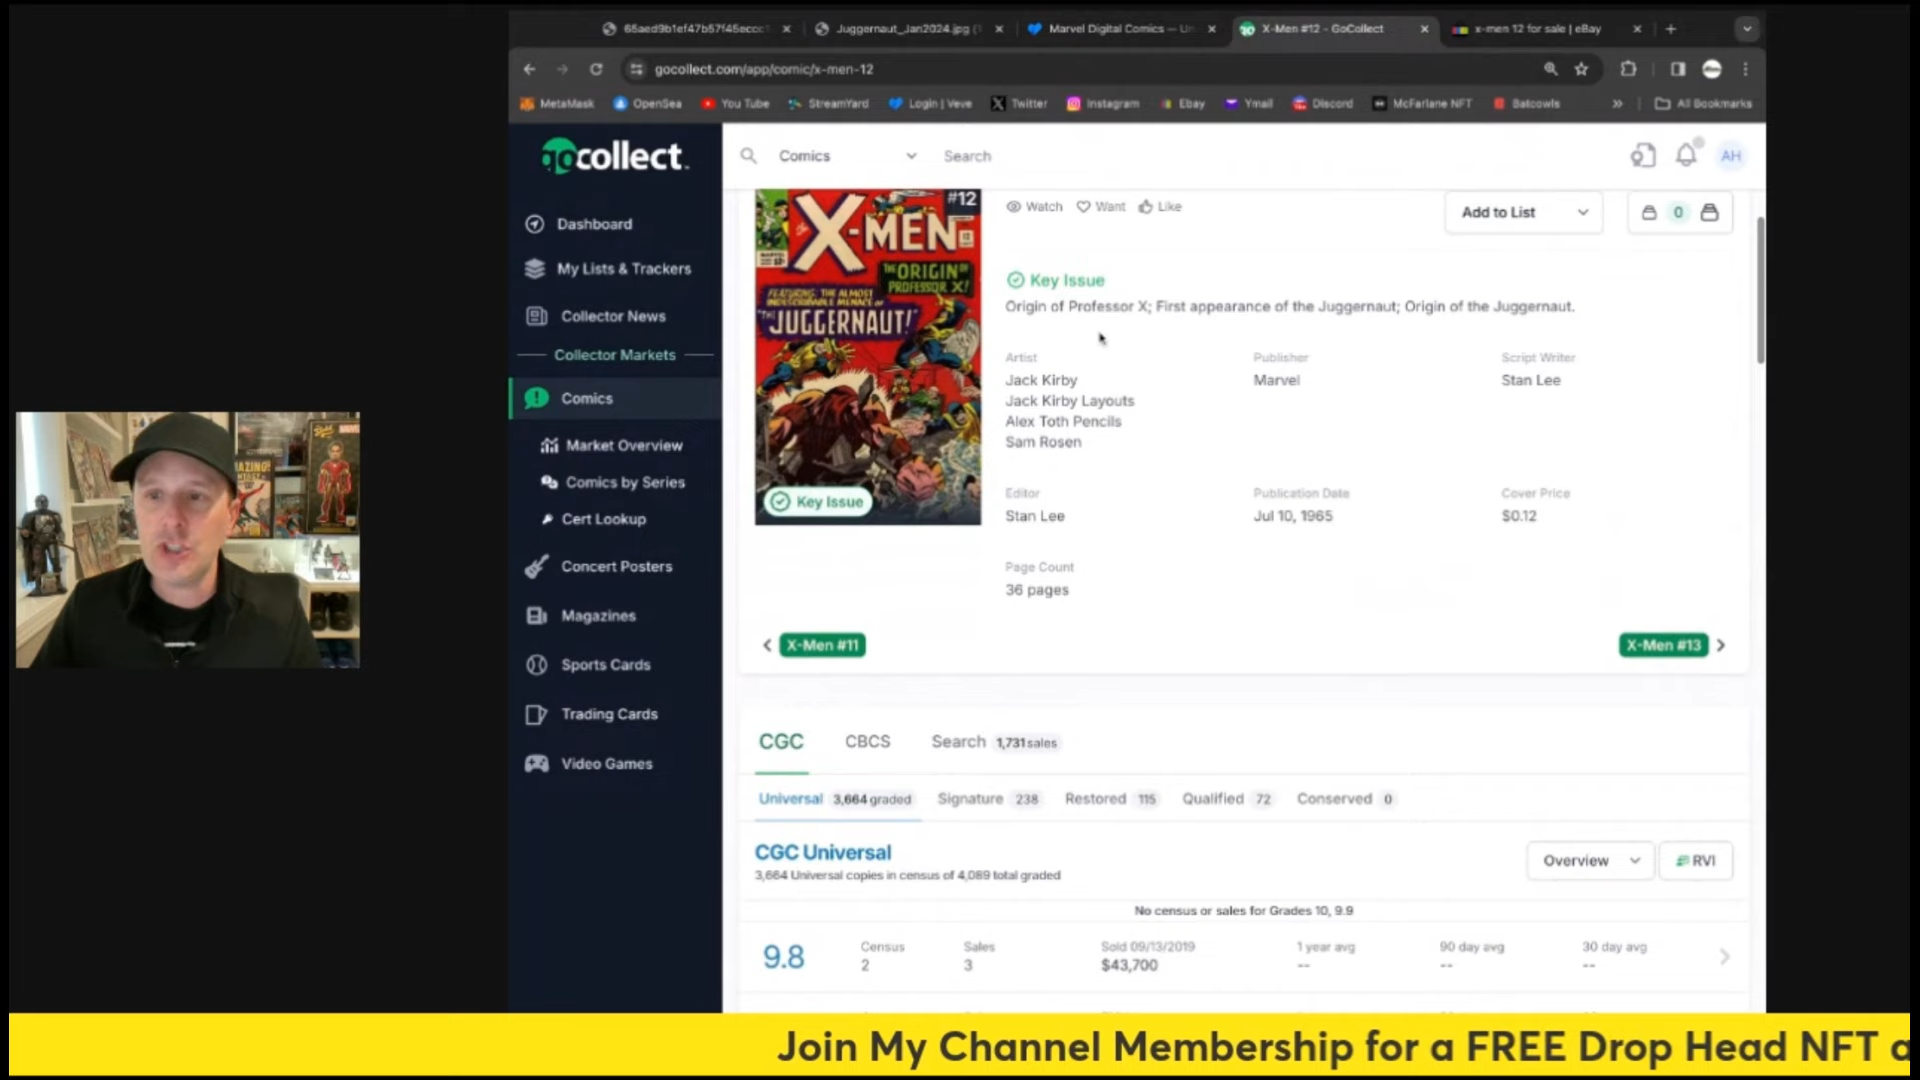 65aed9b1ef47b57f45eccc
Juggernaut_Jan2024.jpg (
Marvel Digital Comics — Un
X-Men #12 - GoCollect
x-men 12 for sale | eBay
gocollect.com/app/comic/x-men-12
MetaMask
OpenSea
You Tube
StreamYard
Login | Veve
Twitter
Instagram
Ebay
Ymail
Discord
McFarlane NFT
Batcowls
All Bookmarks
gocollect.
Comics
Search
AH
Dashboard
My Lists & Trackers
Collector News
Collector Markets
Comics
Market Overview
Comics by Series
Cert Lookup
Concert Posters
Magazines
Sports Cards
Trading Cards
Video Games
#12
X-MEN
THE ORIGIN OF PROFESSOR X!
FEATURING: THE ALMOST INDESCRIBABLE MENACE OF
"THE JUGGERNAUT!"
Key Issue
Watch
Want
Like
Add to List
0
Key Issue
Origin of Professor X; First appearance of the Juggernaut; Origin of the Juggernaut.
Artist
Jack Kirby
Jack Kirby Layouts
Alex Toth Pencils
Sam Rosen
Publisher
Marvel
Script Writer
Stan Lee
Editor
Stan Lee
Publication Date
Jul 10, 1965
Cover Price
$0.12
Page Count
36 pages
X-Men #11
X-Men #13
CGC
CBCS
Search 1,731 sales
Universal 3,664 graded
Signature 238
Restored 115
Qualified 72
Conserved 0
CGC Universal
3,664 Universal copies in census of 4,089 total graded
Overview
RVI
No census or sales for Grades 10, 9.9
9.8
Census
2
Sales
3
Sold 09/13/2019
$43,700
1 year avg
--
90 day avg
--
30 day avg
--
Join My Channel Membership for a FREE Drop Head NFT a